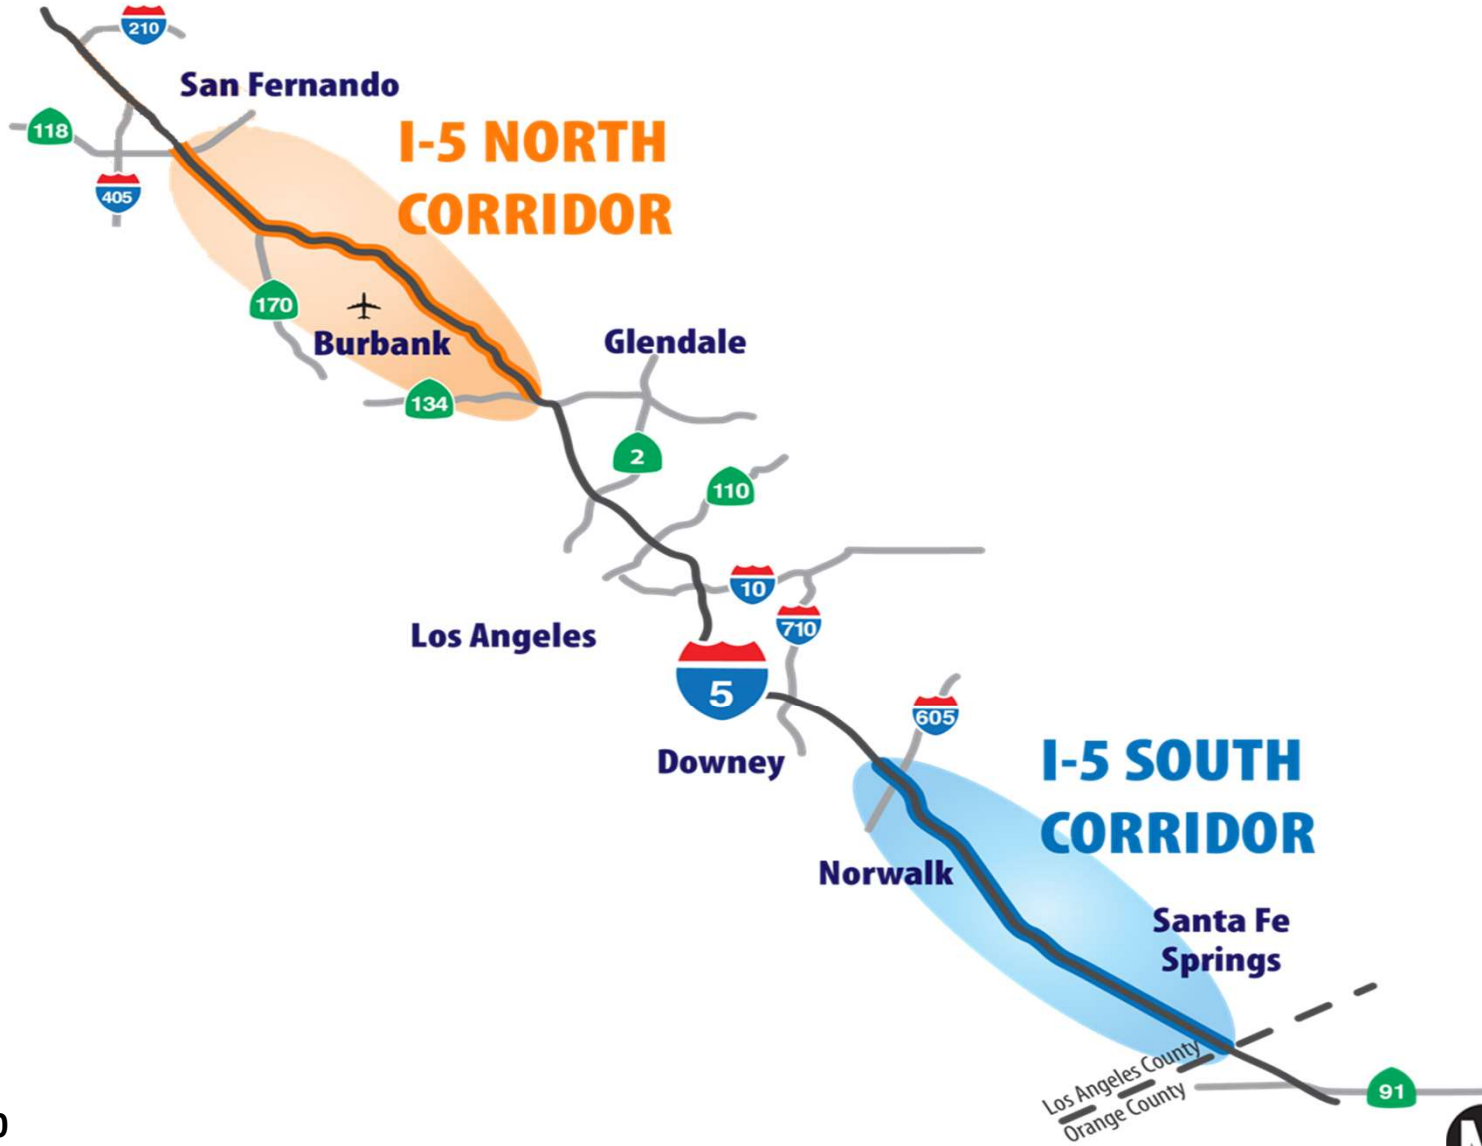 210
San Fernando
118
I-5 NORTH
CORRIDOR
405
170
Burbank
Glendale
134
2
110
10
710
Los Angeles
5
605
Downey
I-5 SOUTH
CORRIDOR
Norwalk
Santa Fe
Springs
Los Angeles County
Orange County
91